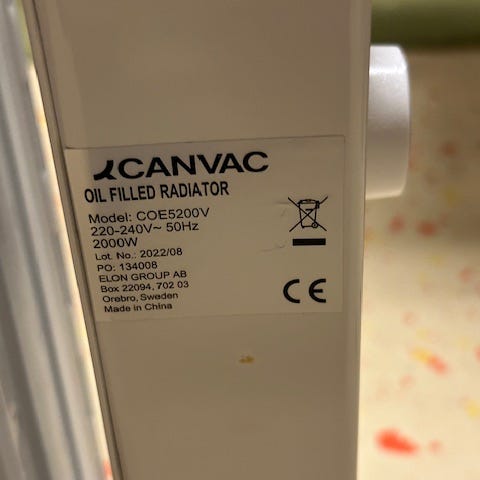 CANVAC
OIL FILLED RADIATOR
Model: COE5200V
220-240V~ 50Hz
2000W
Lot. No.: 2022/08
PO: 134008
ELON GROUP AB
Box 22094, 702 03
Orebro, Sweden
Made in China
CE